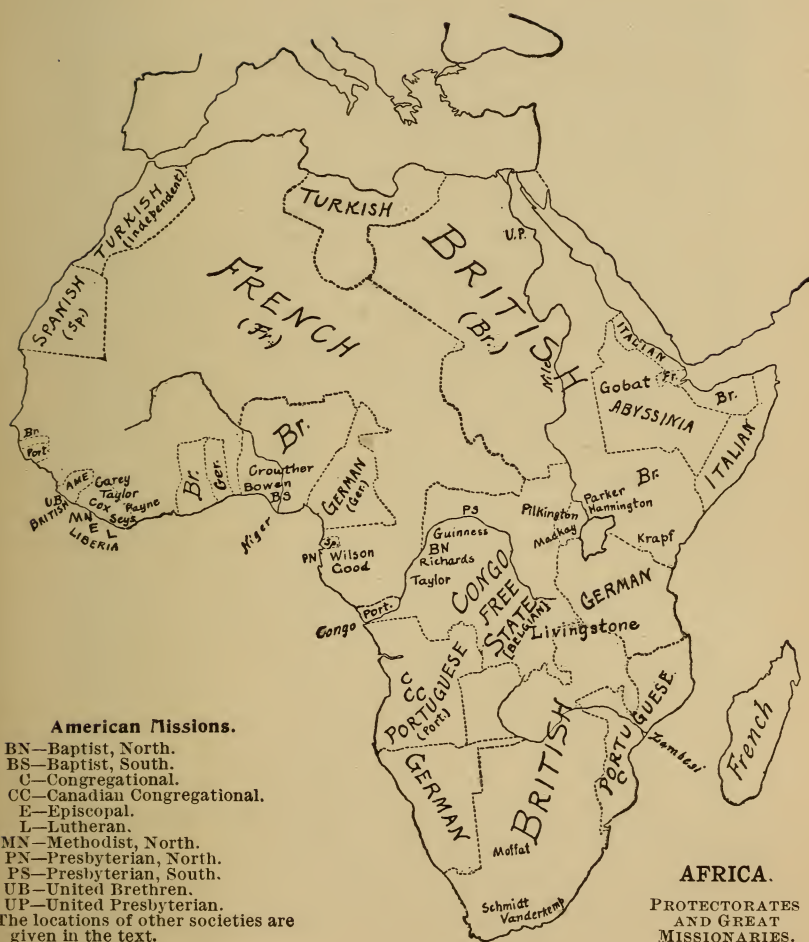 TURKISH
(Independent)
TURKISH
BRITISH
(Br.)
U.P.
FRENCH
(Fr.)
SPANISH
(Sp)
Nile
ITALIAN
Fr.
Gobat
ABYSSINIA
Br.
ITALIAN
Br.
Port.
AME
Garey
Taylor
Cox Payne
Seys
UB
BRITISH
MN
E L
LIBERIA
Br.
Ger.
Br.
Crowther
Bowen
BS
Niger
GERMAN
(Ger.)
Sp.
PN
Wilson
Good
PS
Guinness
BN
Richards
Taylor
CONGO
FREE
STATE
[BELGIAN]
Port.
Congo
Pilkington
Mackay
Parker
Hannington
Br.
Krapf
GERMAN
Livingstone
C
CC
PORTUGUESE
(Port.)
PORTUGUESE
C
Zambesi
French
GERMAN
BRITISH
Moffat
Schmidt
Vanderkemp
American Missions.
BN—Baptist, North.
BS—Baptist, South.
C—Congregational.
CC—Canadian Congregational.
E—Episcopal.
L—Lutheran.
MN—Methodist, North.
PN—Presbyterian, North.
PS—Presbyterian, South.
UB—United Brethren.
UP—United Presbyterian.
The locations of other societies are
given in the text.
AFRICA.
PROTECTORATES
AND GREAT
MISSIONARIES.